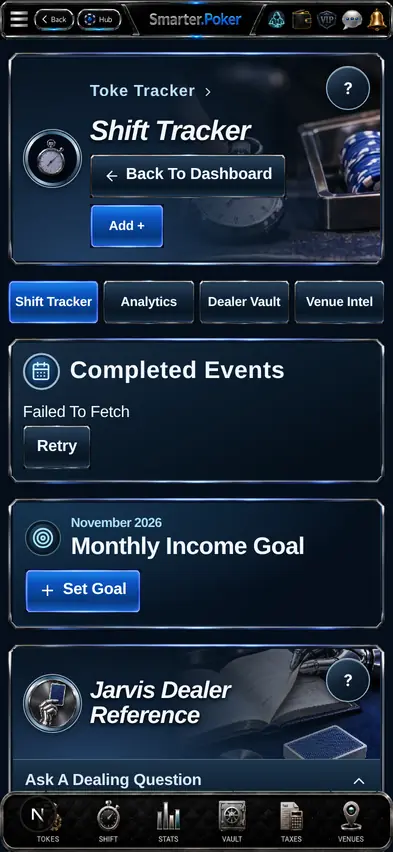 Back
Hub
Smarter.Poker
VIP
Toke Tracker >
?
Shift Tracker
← Back To Dashboard
Add +
Shift Tracker
Analytics
Dealer Vault
Venue Intel
Completed Events
Failed To Fetch
Retry
November 2026
Monthly Income Goal
+ Set Goal
?
Jarvis Dealer
Reference
Ask A Dealing Question
N
TOKES
SHIFT
STATS
VAULT
TAXES
VENUES